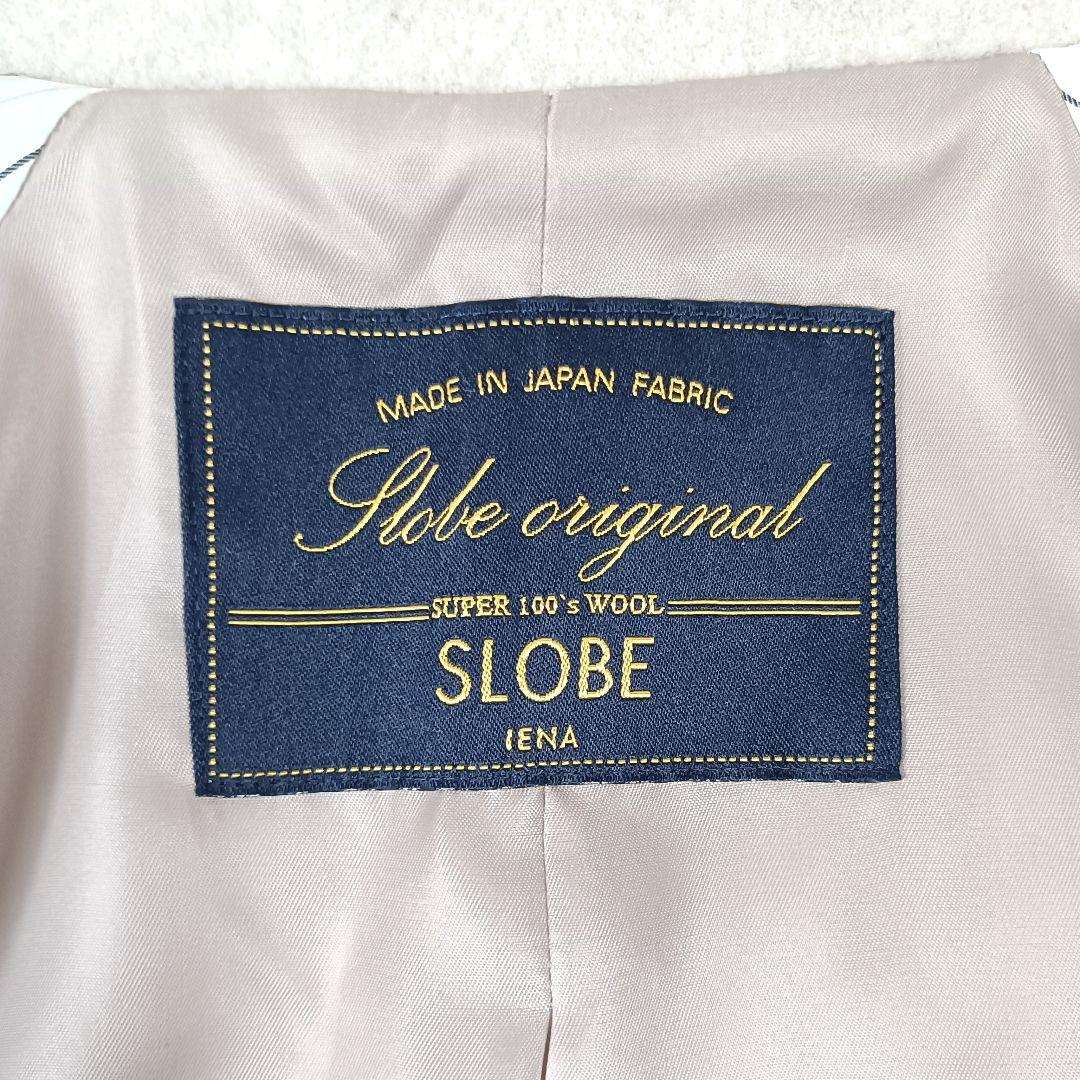 MADE IN JAPAN FABRIC
Slobe original
SUPER 100's WOOL
SLOBE
IENA